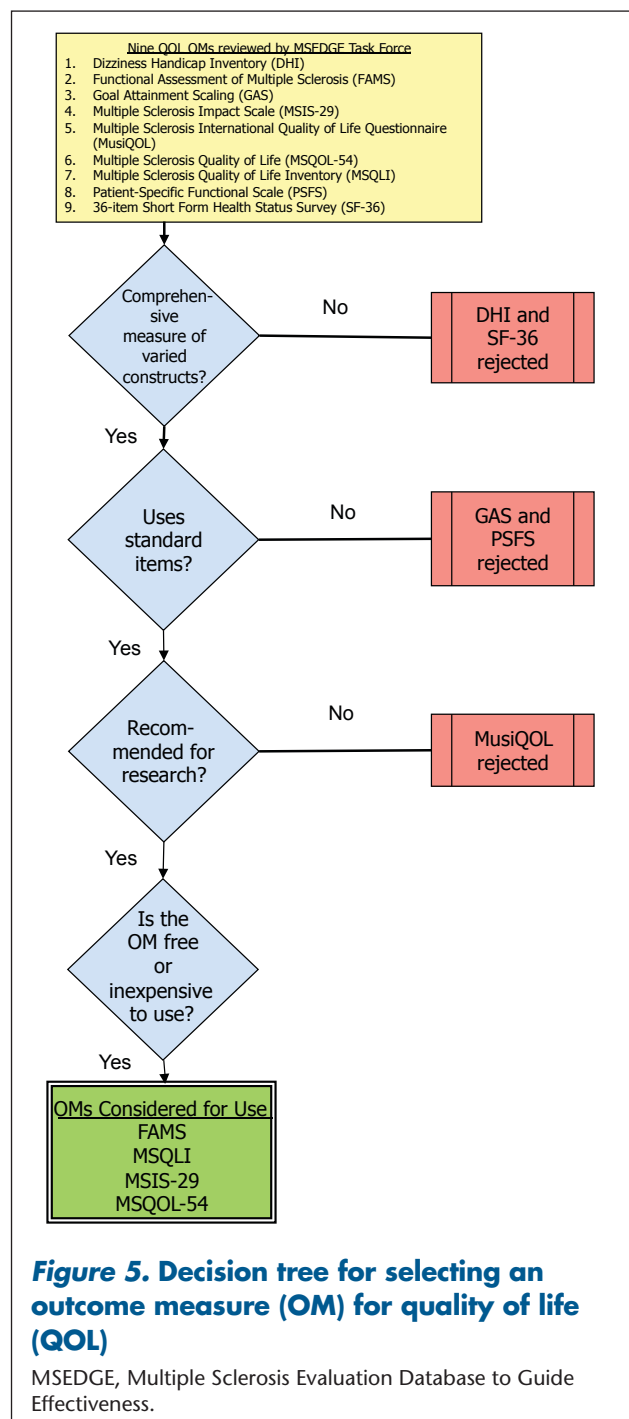 Nine QOL OMs reviewed by MSEDGE Task Force
1. Dizziness Handicap Inventory (DHI)
2. Functional Assessment of Multiple Sclerosis (FAMS)
3. Goal Attainment Scaling (GAS)
4. Multiple Sclerosis Impact Scale (MSIS-29)
5. Multiple Sclerosis International Quality of Life Questionnaire
(MusiQOL)
6. Multiple Sclerosis Quality of Life (MSQOL-54)
7. Multiple Sclerosis Quality of Life Inventory (MSQLI)
8. Patient-Specific Functional Scale (PSFS)
9. 36-item Short Form Health Status Survey (SF-36)
Comprehen-
sive
measure of
varied
constructs?
No
DHI and
SF-36
rejected
Yes
Uses
standard
items?
No
GAS and
PSFS
rejected
Yes
Recom-
mended for
research?
No
MusiQOL
rejected
Yes
Is the
OM free
or
inexpensive
to use?
Yes
OMs Considered for Use
FAMS
MSQLI
MSIS-29
MSQOL-54
Figure 5. Decision tree for selecting an
outcome measure (OM) for quality of life
(QOL)
MSEDGE, Multiple Sclerosis Evaluation Database to Guide
Effectiveness.